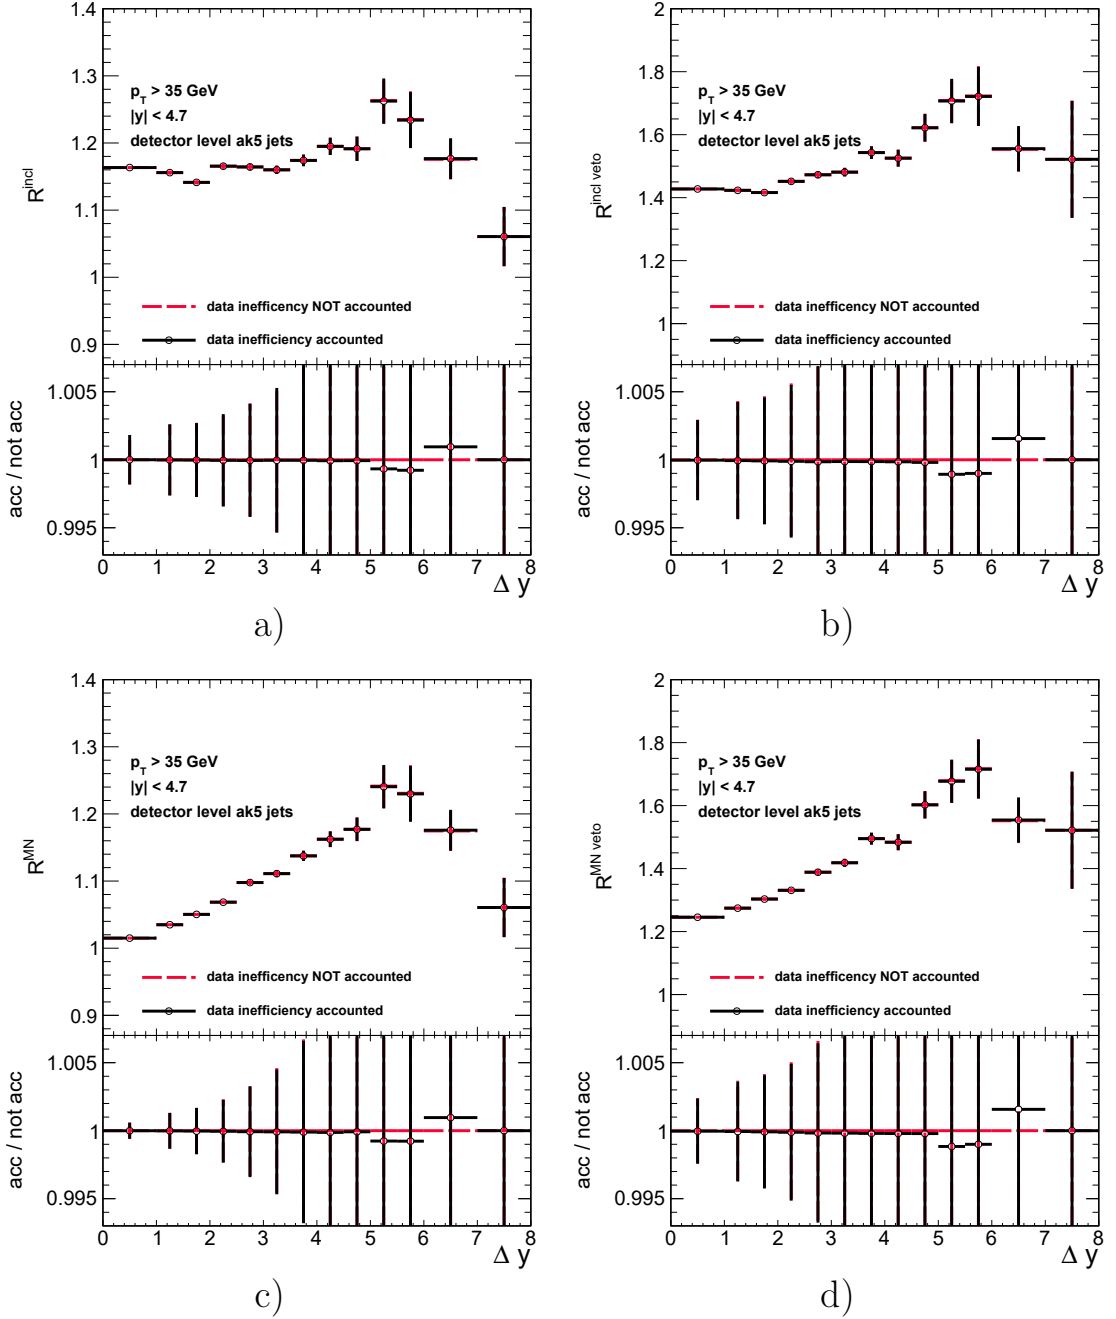 R^incl
1.4
1.3
1.2
1.1
1
0.9
p_T > 35 GeV
|y| < 4.7
detector level ak5 jets
data inefficency NOT accounted
data inefficiency accounted
acc / not acc
1.005
1
0.995
0 1 2 3 4 5 6 7 8
Δ y
a)
R^incl veto
2
1.8
1.6
1.4
1.2
1
p_T > 35 GeV
|y| < 4.7
detector level ak5 jets
data inefficency NOT accounted
data inefficiency accounted
acc / not acc
1.005
1
0.995
0 1 2 3 4 5 6 7 8
Δ y
b)
R^MN
1.4
1.3
1.2
1.1
1
0.9
p_T > 35 GeV
|y| < 4.7
detector level ak5 jets
data inefficency NOT accounted
data inefficiency accounted
acc / not acc
1.005
1
0.995
0 1 2 3 4 5 6 7 8
Δ y
c)
R^MN veto
2
1.8
1.6
1.4
1.2
1
p_T > 35 GeV
|y| < 4.7
detector level ak5 jets
data inefficency NOT accounted
data inefficiency accounted
acc / not acc
1.005
1
0.995
0 1 2 3 4 5 6 7 8
Δ y
d)